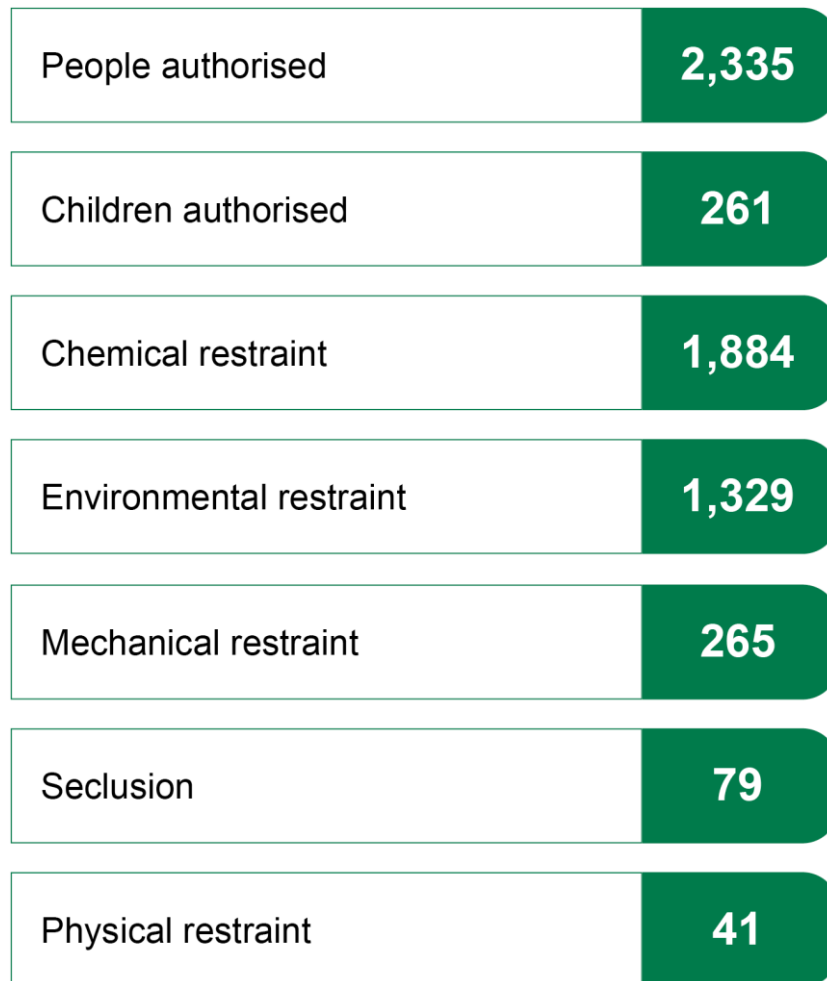 People authorised 2,335
Children authorised 261
Chemical restraint 1,884
Environmental restraint 1,329
Mechanical restraint 265
Seclusion 79
Physical restraint 41